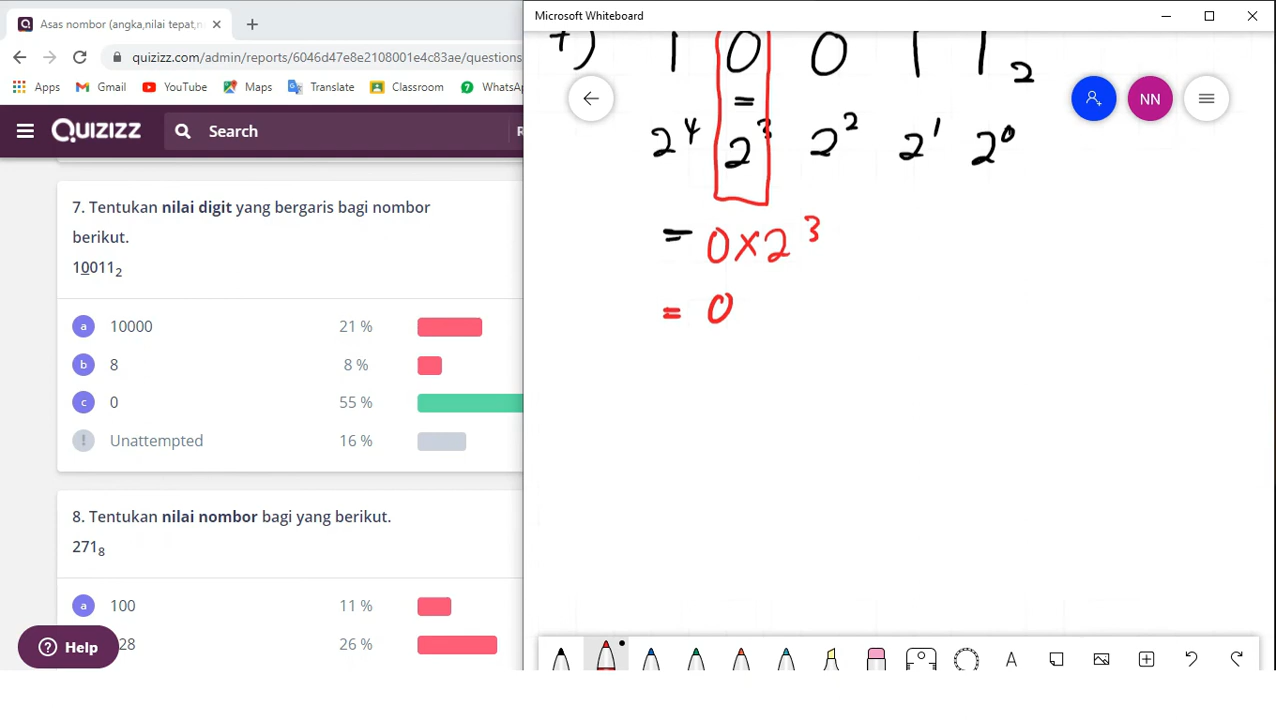 Asas nombor (angka,nilai tepat,n
Microsoft Whiteboard
quizizz.com/admin/reports/6046d47e8e2108001e4c83ae/questions
Apps Gmail YouTube Translate Classroom WhatsA
QUIZIZZ Search R
7. Tentukan nilai digit yang bergaris bagi nombor
berikut.
10011₂
a 10000 21 %
b 8 8 %
c 0 55 %
! Unattempted 16 %
8. Tentukan nilai nombor bagi yang berikut.
271₈
a 100 11 %
28 26 %
? Help
7) 1 0 0 1 1₂
=
2⁴ 2³ 2² 2¹ 2⁰
= 0×2³
= 0
NN
A